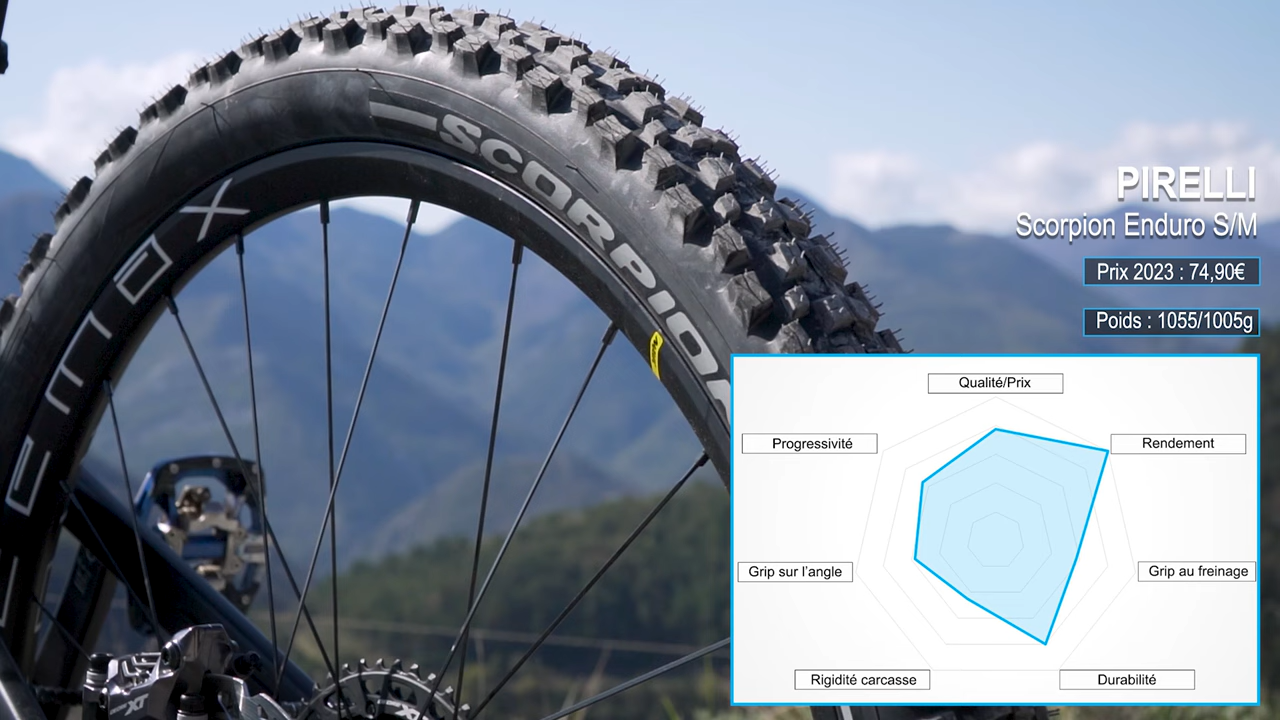 SCORPION
EMTOX
PIRELLI
Scorpion Enduro S/M
Prix 2023 : 74,90€
Poids : 1055/1005g
Qualité/Prix
Progressivité
Rendement
Grip sur l'angle
Grip au freinage
Rigidité carcasse
Durabilité
XT